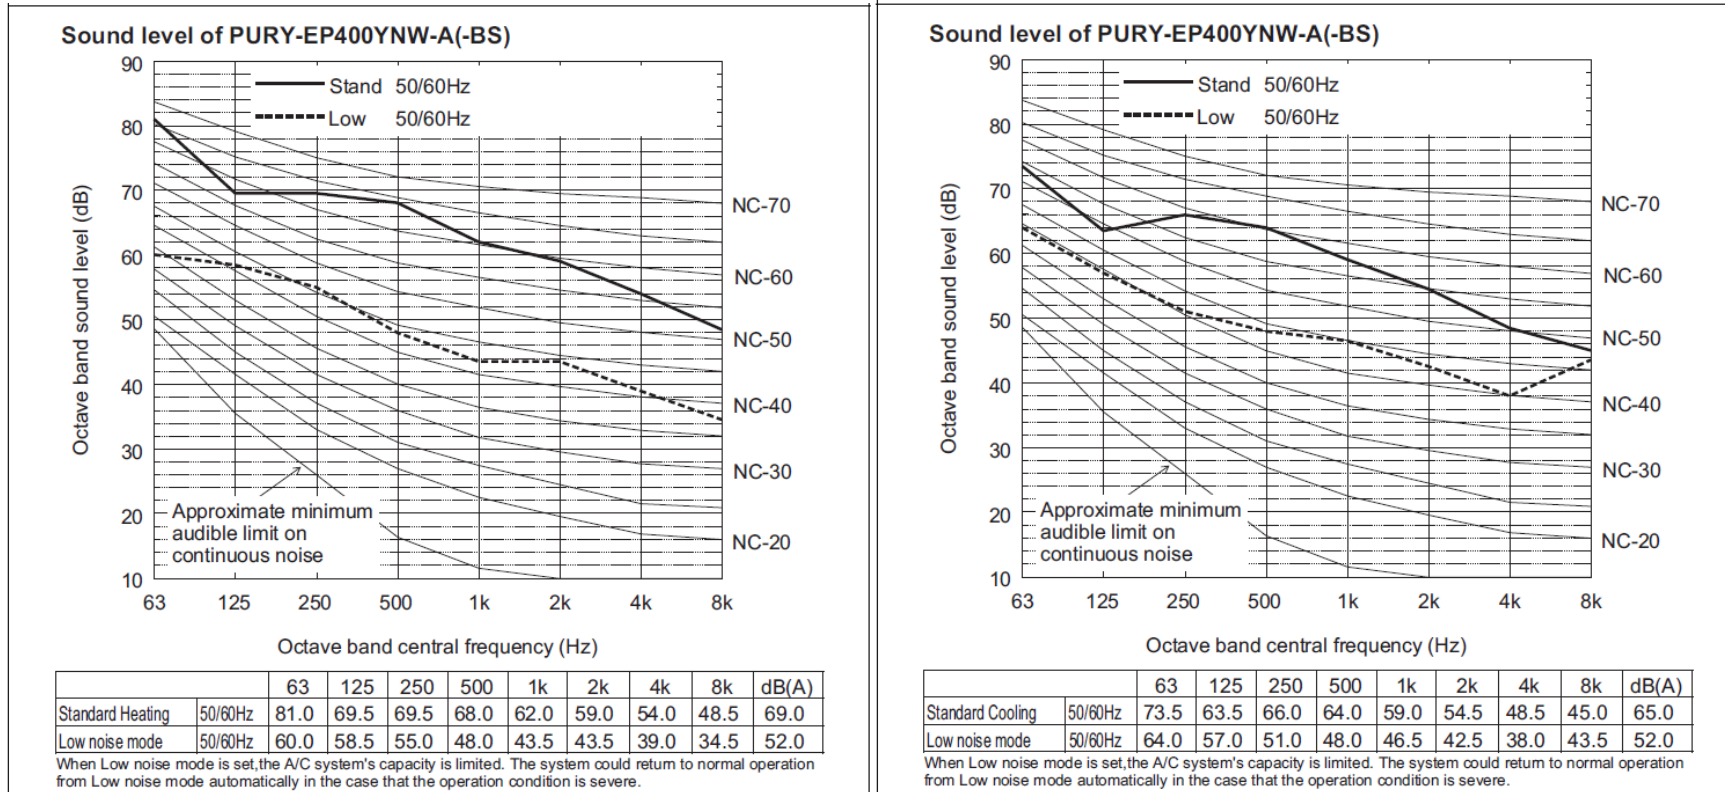 Sound level of PURY-EP400YNW-A(-BS)
90
80
70
60
50
40
30
20
10
Octave band sound level (dB)
Stand 50/60Hz
Low 50/60Hz
NC-70
NC-60
NC-50
NC-40
NC-30
NC-20
Approximate minimum
audible limit on
continuous noise
63 125 250 500 1k 2k 4k 8k
Octave band central frequency (Hz)
63 125 250 500 1k 2k 4k 8k dB(A)
Standard Heating 50/60Hz 81.0 69.5 69.5 68.0 62.0 59.0 54.0 48.5 69.0
Low noise mode 50/60Hz 60.0 58.5 55.0 48.0 43.5 43.5 39.0 34.5 52.0
When Low noise mode is set,the A/C system's capacity is limited. The system could return to normal operation
from Low noise mode automatically in the case that the operation condition is severe.
Sound level of PURY-EP400YNW-A(-BS)
90
80
70
60
50
40
30
20
10
Octave band sound level (dB)
Stand 50/60Hz
Low 50/60Hz
NC-70
NC-60
NC-50
NC-40
NC-30
NC-20
Approximate minimum
audible limit on
continuous noise
63 125 250 500 1k 2k 4k 8k
Octave band central frequency (Hz)
63 125 250 500 1k 2k 4k 8k dB(A)
Standard Cooling 50/60Hz 73.5 63.5 66.0 64.0 59.0 54.5 48.5 45.0 65.0
Low noise mode 50/60Hz 64.0 57.0 51.0 48.0 46.5 42.5 38.0 43.5 52.0
When Low noise mode is set,the A/C system's capacity is limited. The system could return to normal operation
from Low noise mode automatically in the case that the operation condition is severe.